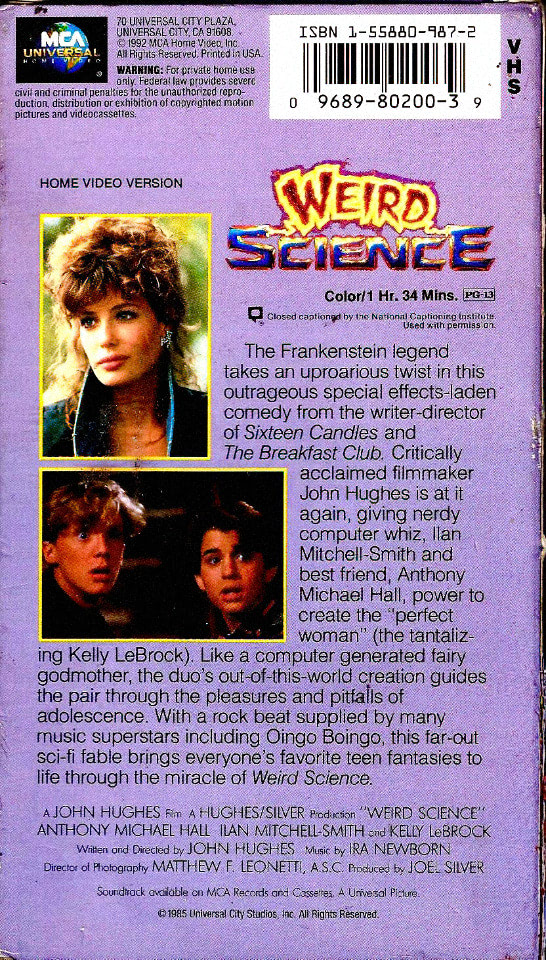 MCA
UNIVERSAL
HOME VIDEO
®
70 UNIVERSAL CITY PLAZA,
UNIVERSAL CITY, CA 91608.
© 1992 MCA Home Video, Inc.
All Rights Reserved. Printed in USA.
WARNING: For private home use
only. Federal law provides severe
civil and criminal penalties for the unauthorized repro-
duction, distribution or exhibition of copyrighted motion
pictures and videocassettes.
ISBN 1-55880-987-2
0 9689-80200-3 9
VHS
HOME VIDEO VERSION
WEIRD
SCIENCE
Color/1 Hr. 34 Mins. PG-13
Closed captioned by the National Captioning Institute.
Used with permission.
The Frankenstein legend
takes an uproarious twist in this
outrageous special effects-laden
comedy from the writer-director
of Sixteen Candles and
The Breakfast Club. Critically
acclaimed filmmaker
John Hughes is at it
again, giving nerdy
computer whiz, Ilan
Mitchell-Smith and
best friend, Anthony
Michael Hall, power to
create the "perfect
woman" (the tantaliz-
ing Kelly LeBrock). Like a computer generated fairy
godmother, the duo's out-of-this-world creation guides
the pair through the pleasures and pitfalls of
adolescence. With a rock beat supplied by many
music superstars including Oingo Boingo, this far-out
sci-fi fable brings everyone's favorite teen fantasies to
life through the miracle of Weird Science.
A JOHN HUGHES Film A HUGHES/SILVER Production "WEIRD SCIENCE"
ANTHONY MICHAEL HALL ILAN MITCHELL-SMITH and KELLY LeBROCK
Written and Directed by JOHN HUGHES Music by IRA NEWBORN
Director of Photography MATTHEW F. LEONETTI, A.S.C. Produced by JOEL SILVER
Soundtrack available on MCA Records and Cassettes. A Universal Picture.
© 1985 Universal City Studios, Inc. All Rights Reserved.